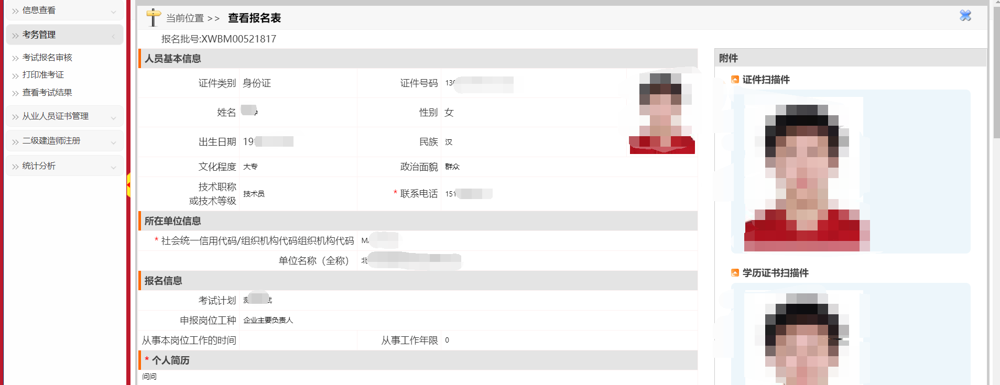 信息查看
考务管理
考试报名审核
打印准考证
查看考试结果
从业人员证书管理
二级建造师注册
统计分析
当前位置 >> 查看报名表
报名批号:XWBM00521817
人员基本信息
证件类别 身份证 证件号码 130
姓名 性别 女
出生日期 19 民族 汉
文化程度 大专 政治面貌 群众
技术职称
或技术等级 技术员 * 联系电话 151
所在单位信息
* 社会统一信用代码/组织机构代码组织机构代码 M
单位名称（全称） 北
报名信息
考试计划 测 试
申报岗位工种 企业主要负责人
从事本岗位工作的时间 从事工作年限 0
* 个人简历
问问
附件
证件扫描件
学历证书扫描件